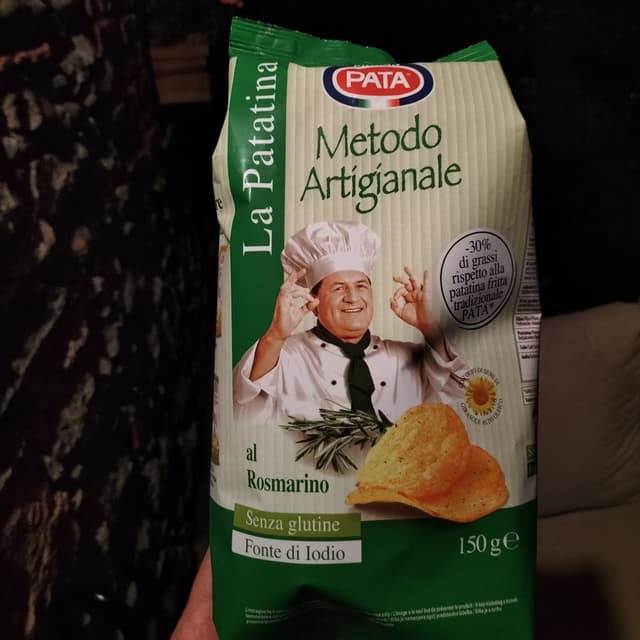 PATA
La Patatina
Metodo
Artigianale
-30%
di grassi
rispetto alla
patatina fritta
tradizionale
PATA*
al
Rosmarino
Senza glutine
Fonte di Iodio
150 g e